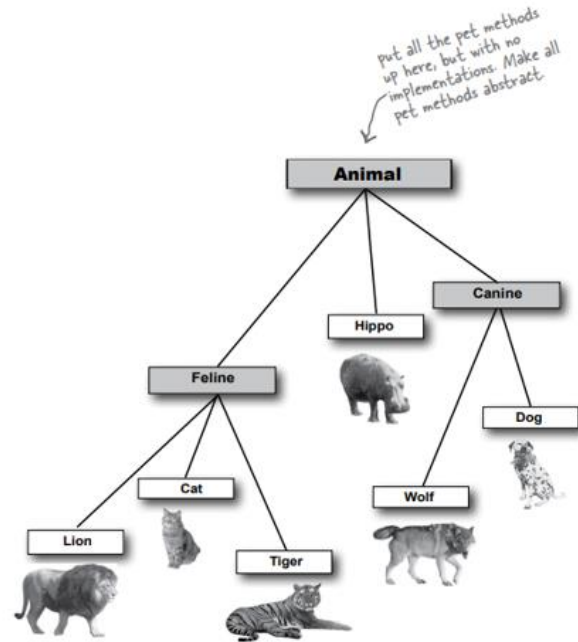 put all the pet methods
up here, but with no
implementations. Make all
pet methods abstract
Animal
Canine
Hippo
Feline
Dog
Cat
Wolf
Lion
Tiger